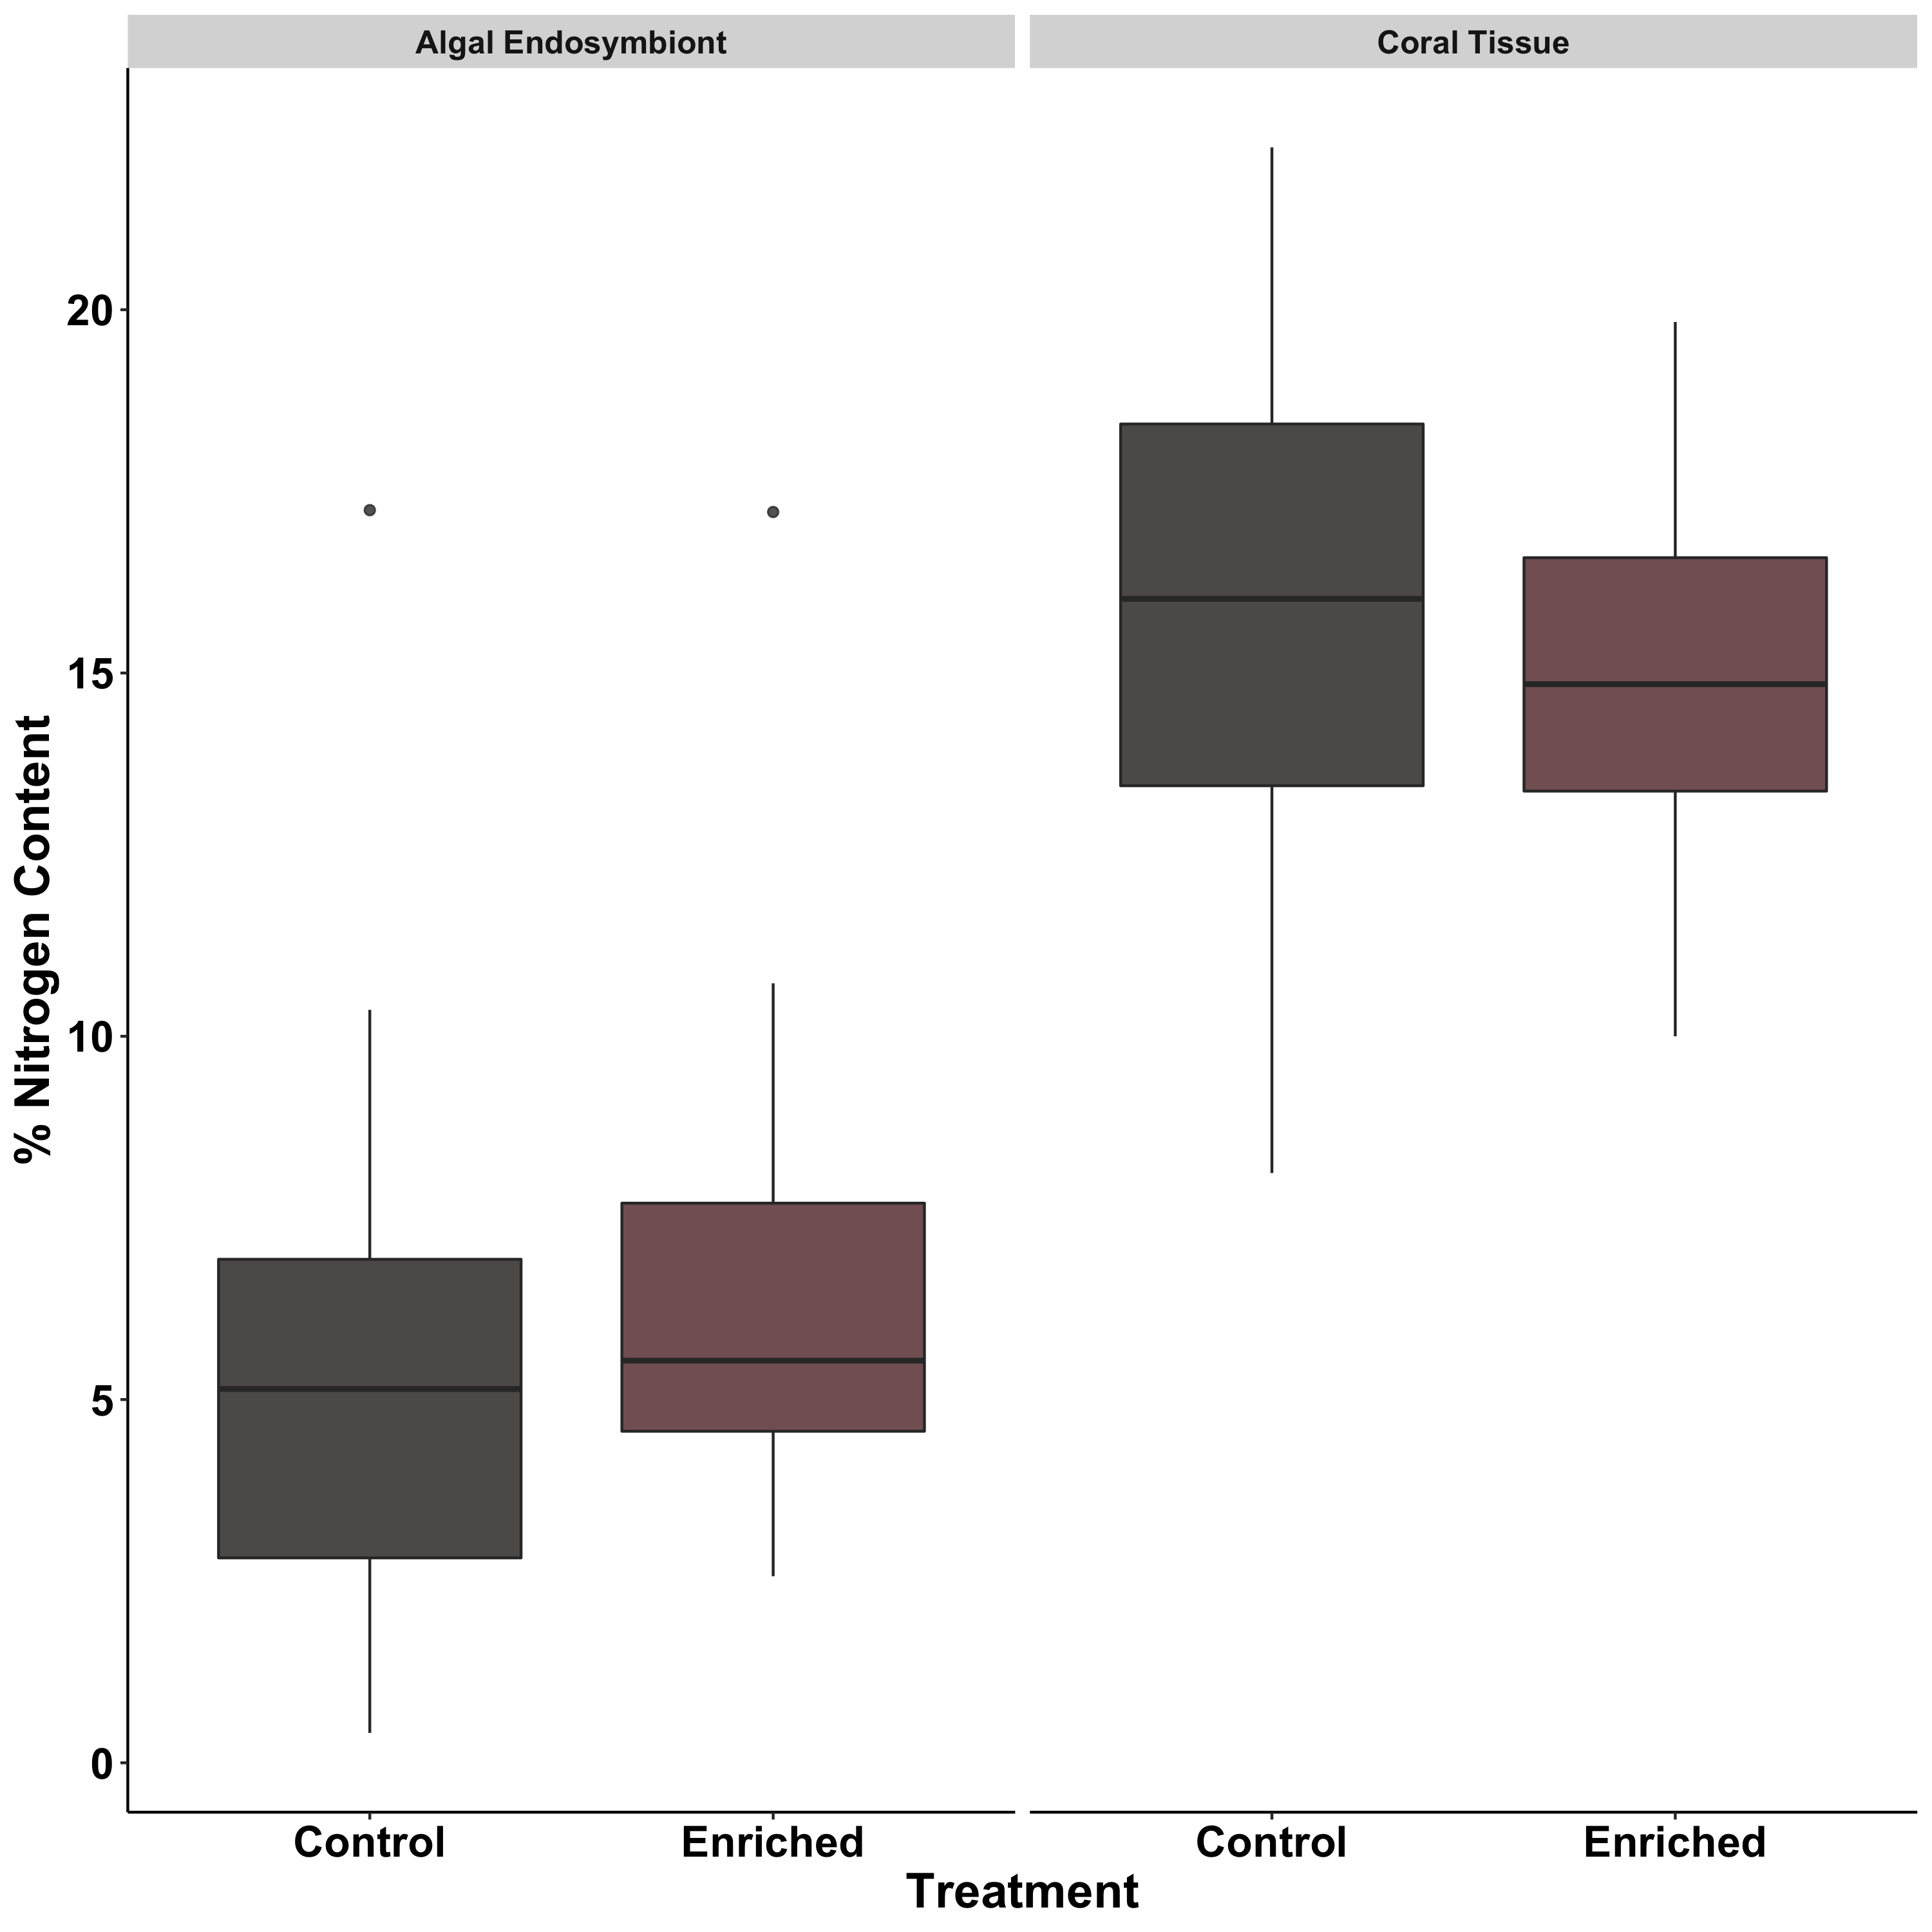 Algal Endosymbiont
Coral Tissue
% Nitrogen Content
20
15
10
5
0
Control
Enriched
Control
Enriched
Treatment